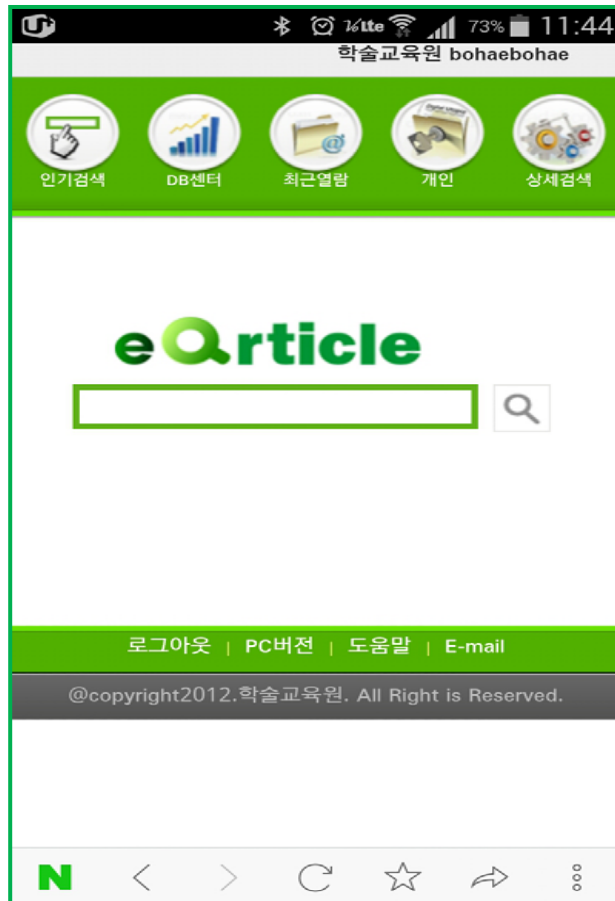 73% 11:44
학술교육원 bohaebohae
인기검색 DB센터 최근열람 개인 상세검색
eArticle
로그아웃 | PC버전 | 도움말 | E-mail
@copyright2012.학술교육원. All Right is Reserved.
N